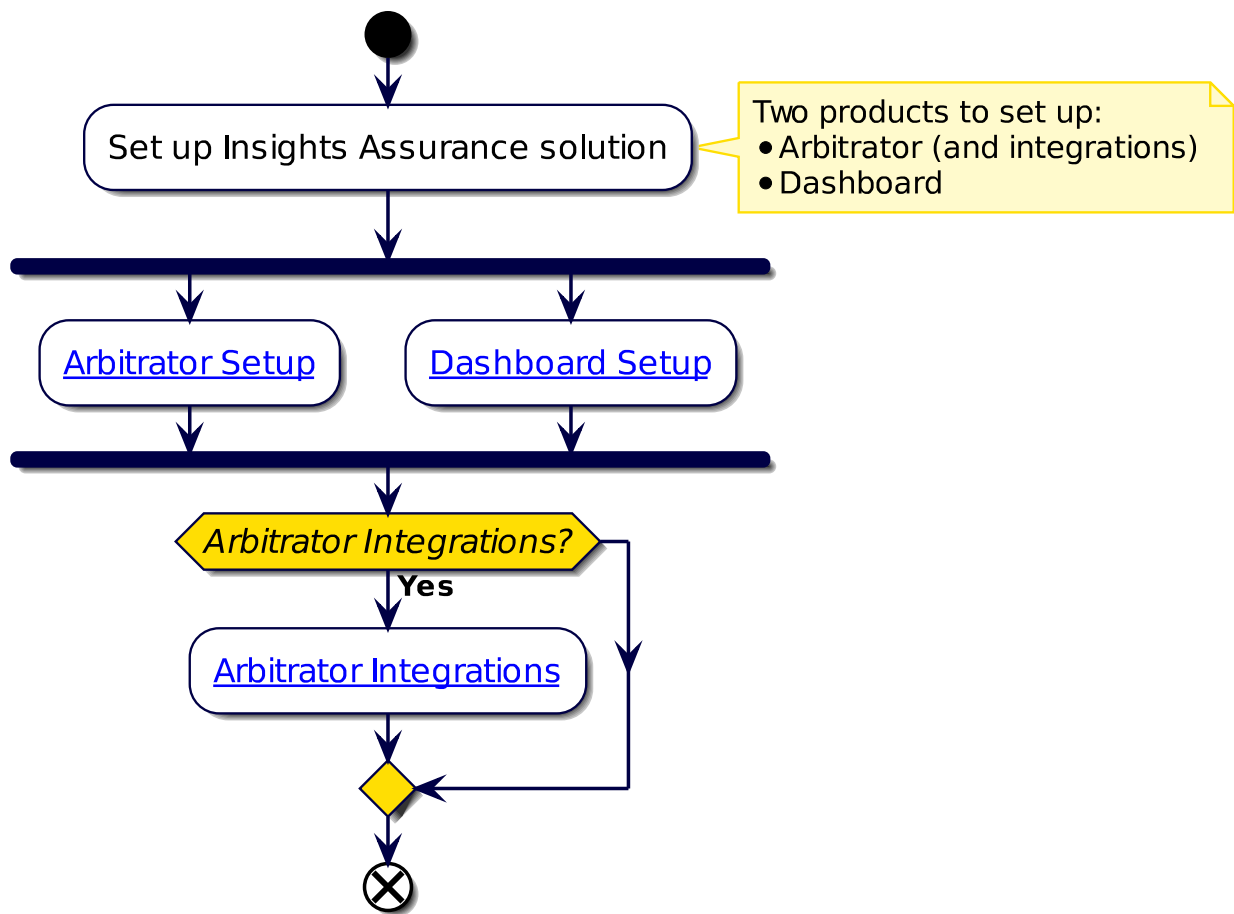 Set up Insights Assurance solution
Two products to set up:
• Arbitrator (and integrations)
• Dashboard
Arbitrator Setup
Dashboard Setup
Arbitrator Integrations?
Yes
Arbitrator Integrations